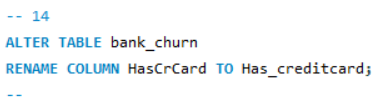 -- 14
ALTER TABLE bank_churn
RENAME COLUMN HasCrCard TO Has_creditcard;
--